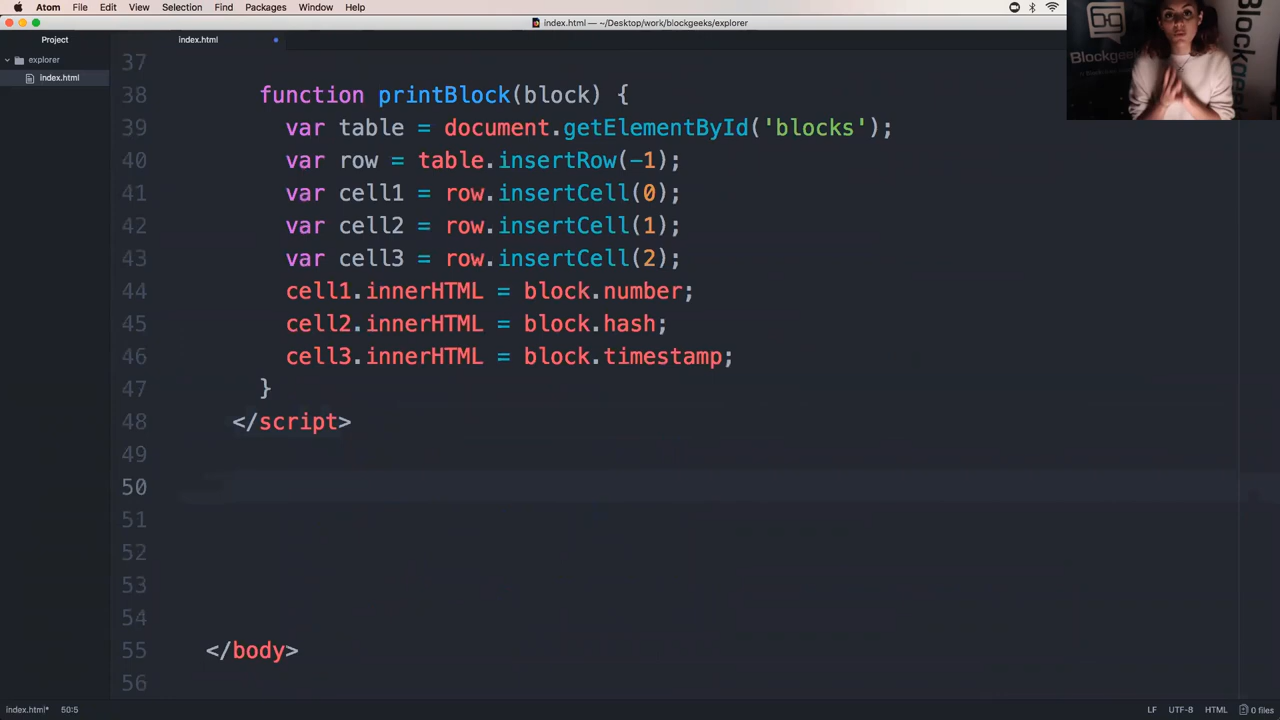 Atom File Edit View Selection Find Packages Window Help
index.html — ~/Desktop/work/blockgeeks/explorer
Project
index.html
explorer
index.html
37
38 function printBlock(block) {
39 var table = document.getElementById('blocks');
40 var row = table.insertRow(-1);
41 var cell1 = row.insertCell(0);
42 var cell2 = row.insertCell(1);
43 var cell3 = row.insertCell(2);
44 cell1.innerHTML = block.number;
45 cell2.innerHTML = block.hash;
46 cell3.innerHTML = block.timestamp;
47 }
48 </script>
49
50
51
52
53
54
55 </body>
56
index.html* 50:5
LF UTF-8 HTML 0 files
Blockgeeks